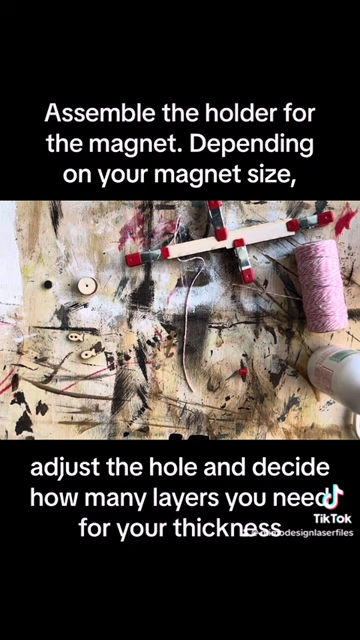 Assemble the holder for
the magnet. Depending
on your magnet size,
adjust the hole and decide
how many layers you need
for your thickness
TikTok